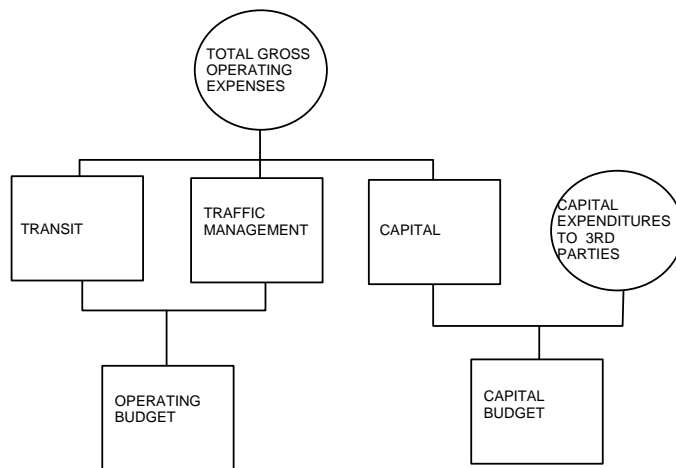 TOTAL GROSS
OPERATING
EXPENSES
TRANSIT
TRAFFIC
MANAGEMENT
CAPITAL
CAPITAL
EXPENDITURES
TO 3RD
PARTIES
OPERATING
BUDGET
CAPITAL
BUDGET